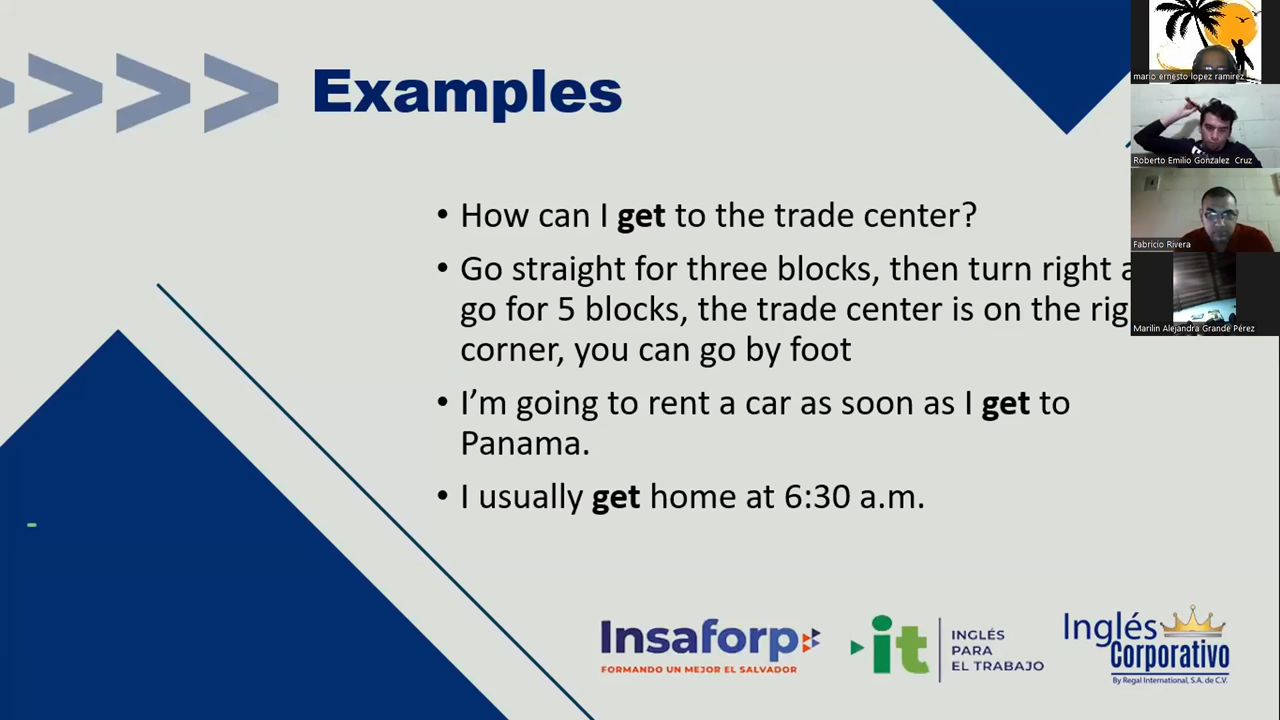 Examples
• How can I get to the trade center?
• Go straight for three blocks, then turn right
go for 5 blocks, the trade center is on the
corner, you can go by foot
• I'm going to rent a car as soon as I get to
Panama.
• I usually get home at 6:30 a.m.
mario ernesto lopez ramirez
Roberto Emilio Gonzalez Cruz
Fabricio Rivera
Marilin Alejandra Grande Pérez
Insaforp
FORMANDO UN MEJOR EL SALVADOR
it
INGLÉS
PARA
EL TRABAJO
Inglés
Corporativo
By Regal International, S.A. de C.V.